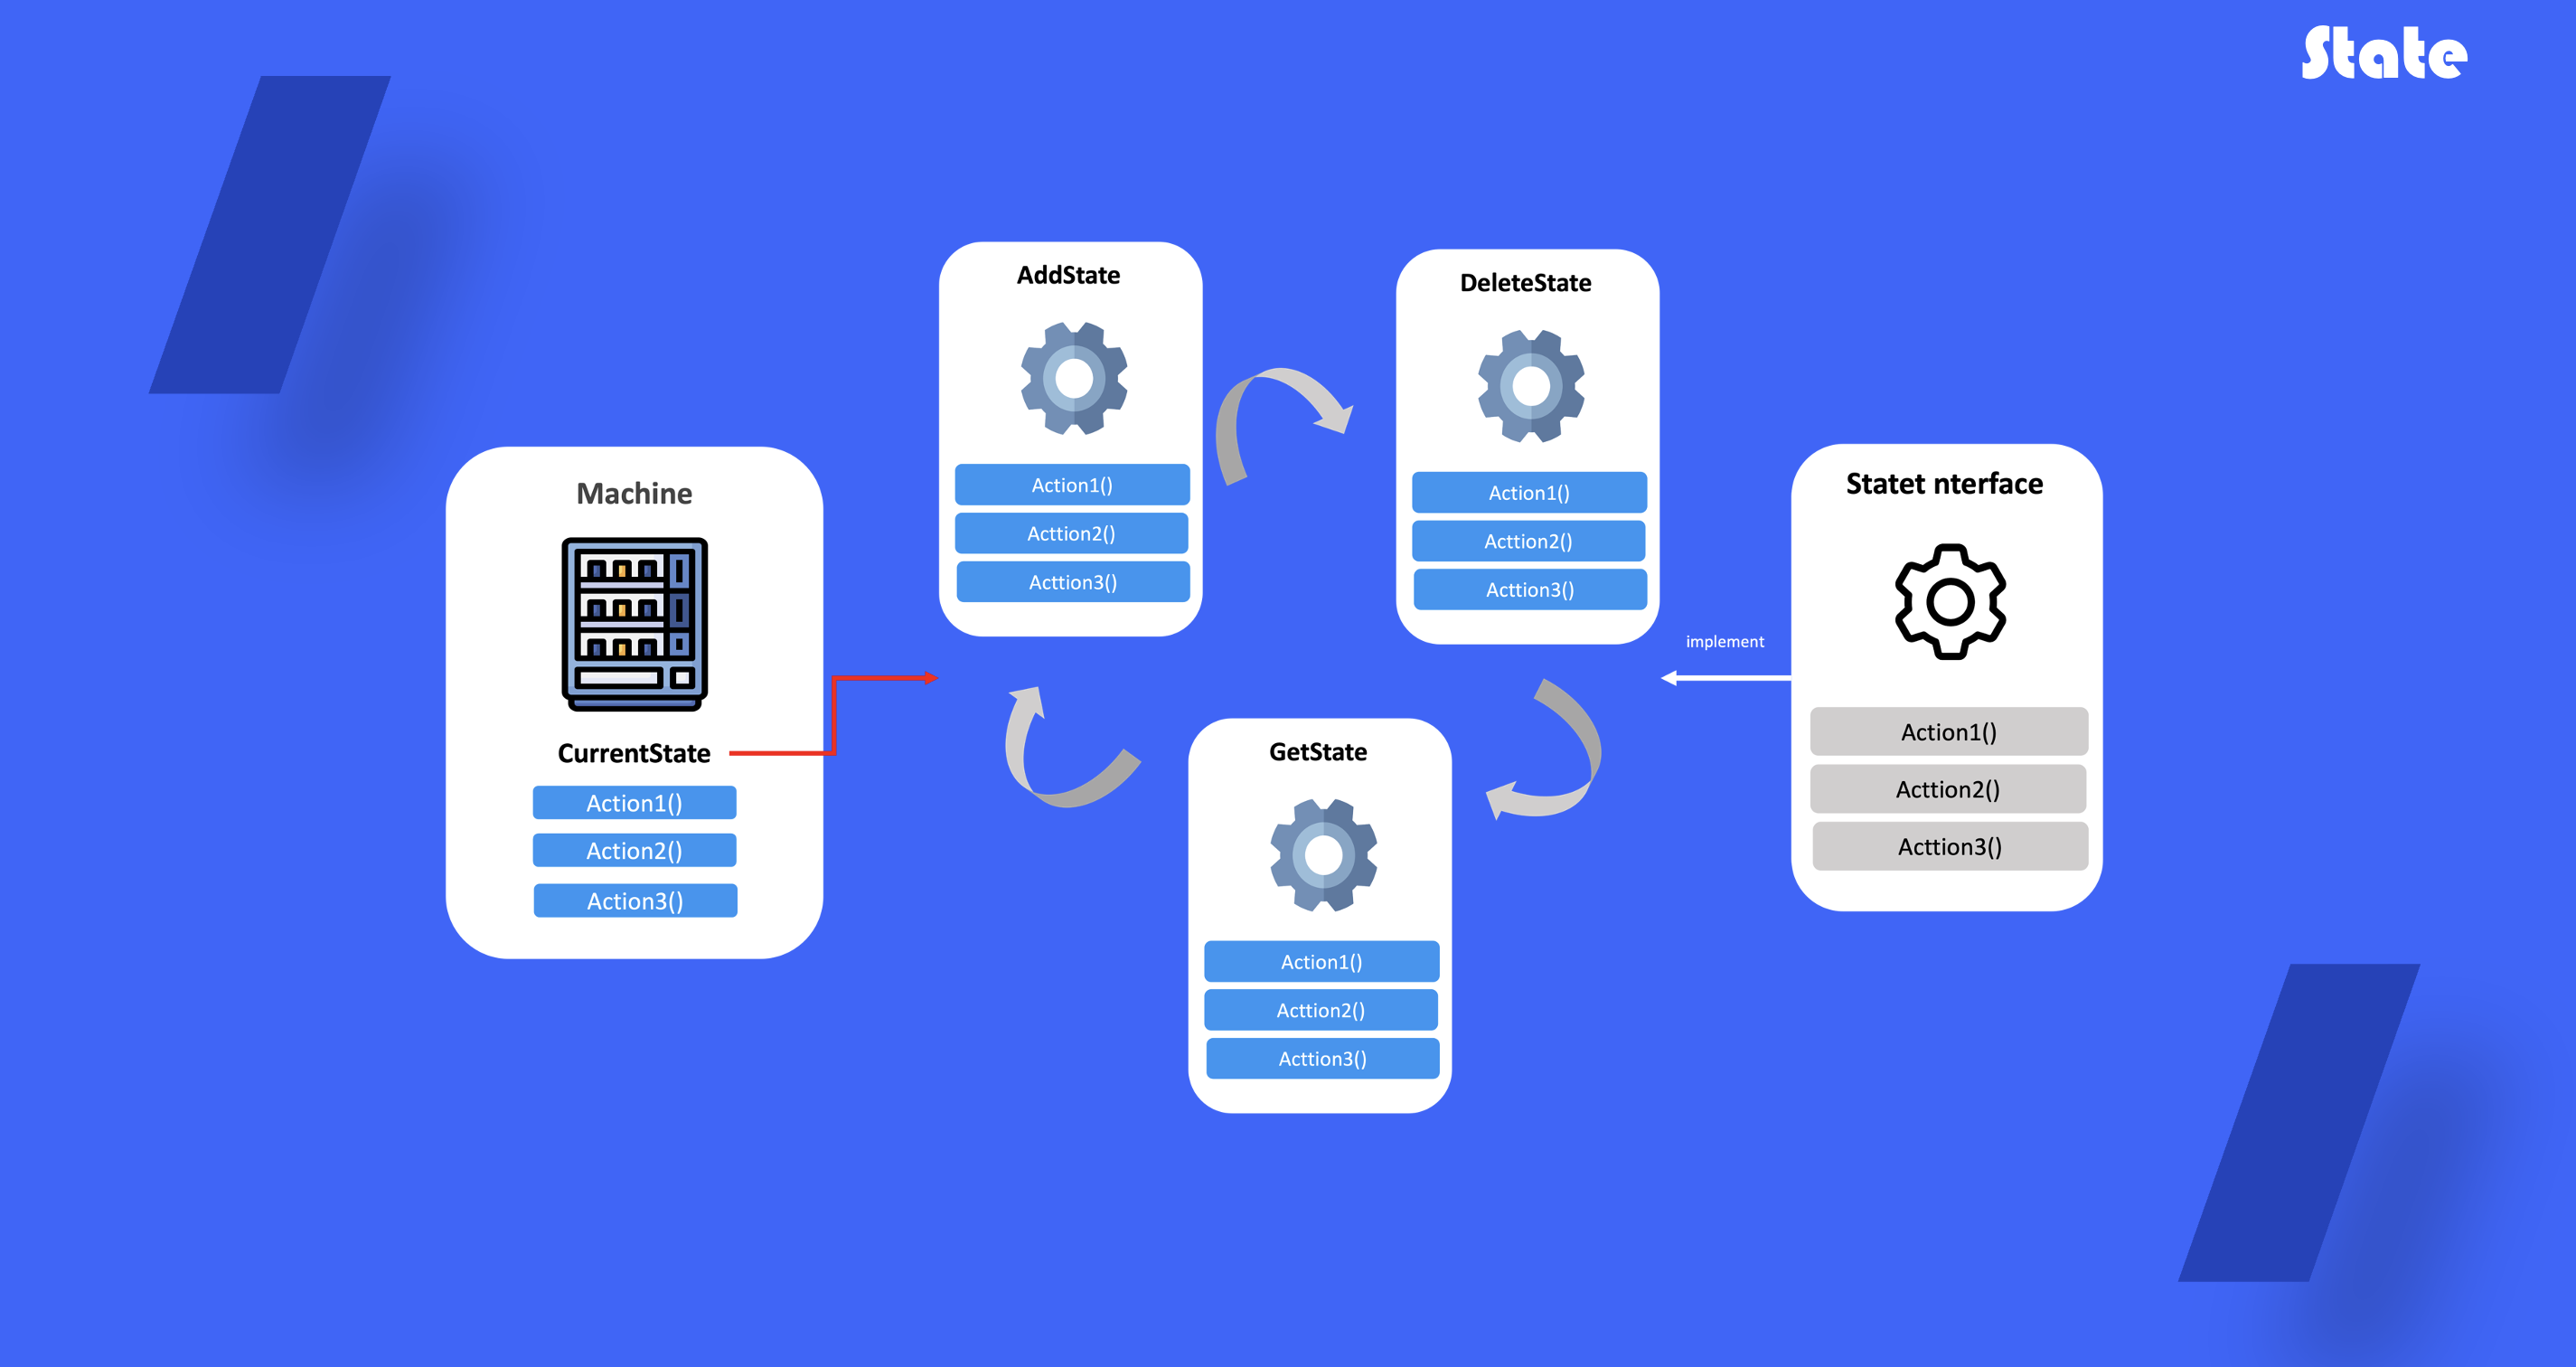 State
Machine
CurrentState
Action1()
Action2()
Action3()
AddState
Action1()
Acttion2()
Acttion3()
DeleteState
Action1()
Acttion2()
Acttion3()
GetState
Action1()
Acttion2()
Acttion3()
implement
Statet nterface
Action1()
Acttion2()
Acttion3()